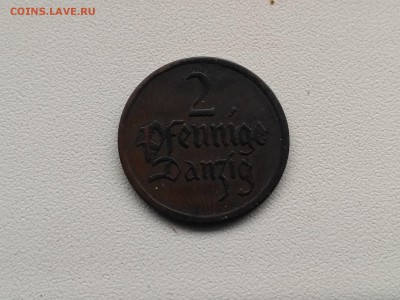 COINS.LAVE.RU
2
Pfennige
Danzig